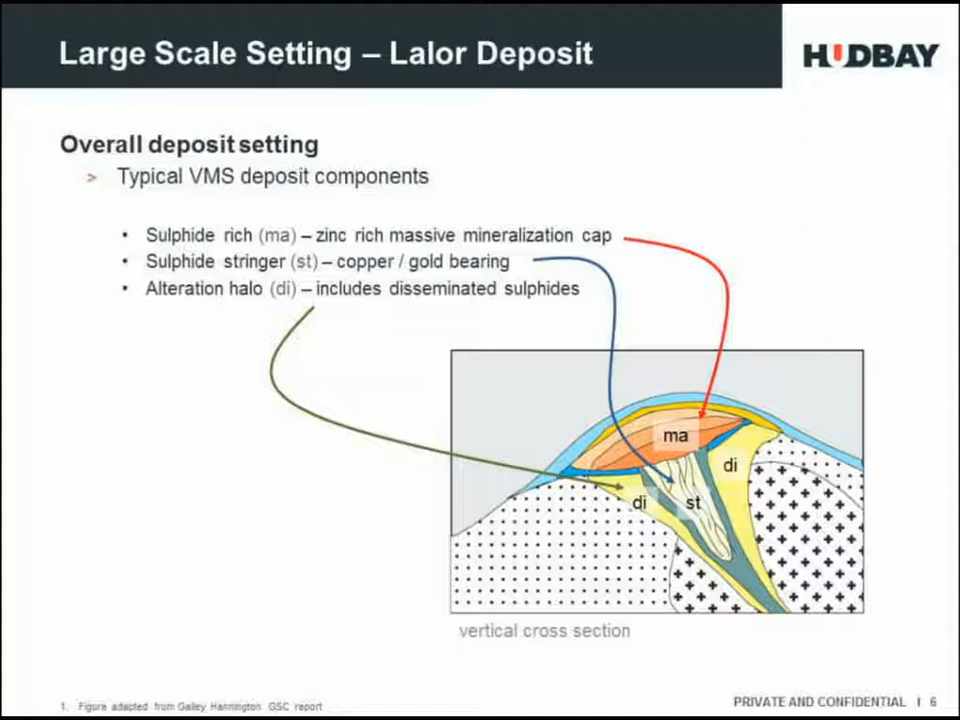 Large Scale Setting – Lalor Deposit
HUDBAY
Overall deposit setting
> Typical VMS deposit components
• Sulphide rich (ma) – zinc rich massive mineralization cap
• Sulphide stringer (st) – copper / gold bearing
• Alteration halo (di) – includes disseminated sulphides
ma
di
di
st
vertical cross section
1. Figure adapted from Galley Hannington GSC report
PRIVATE AND CONFIDENTIAL I 6